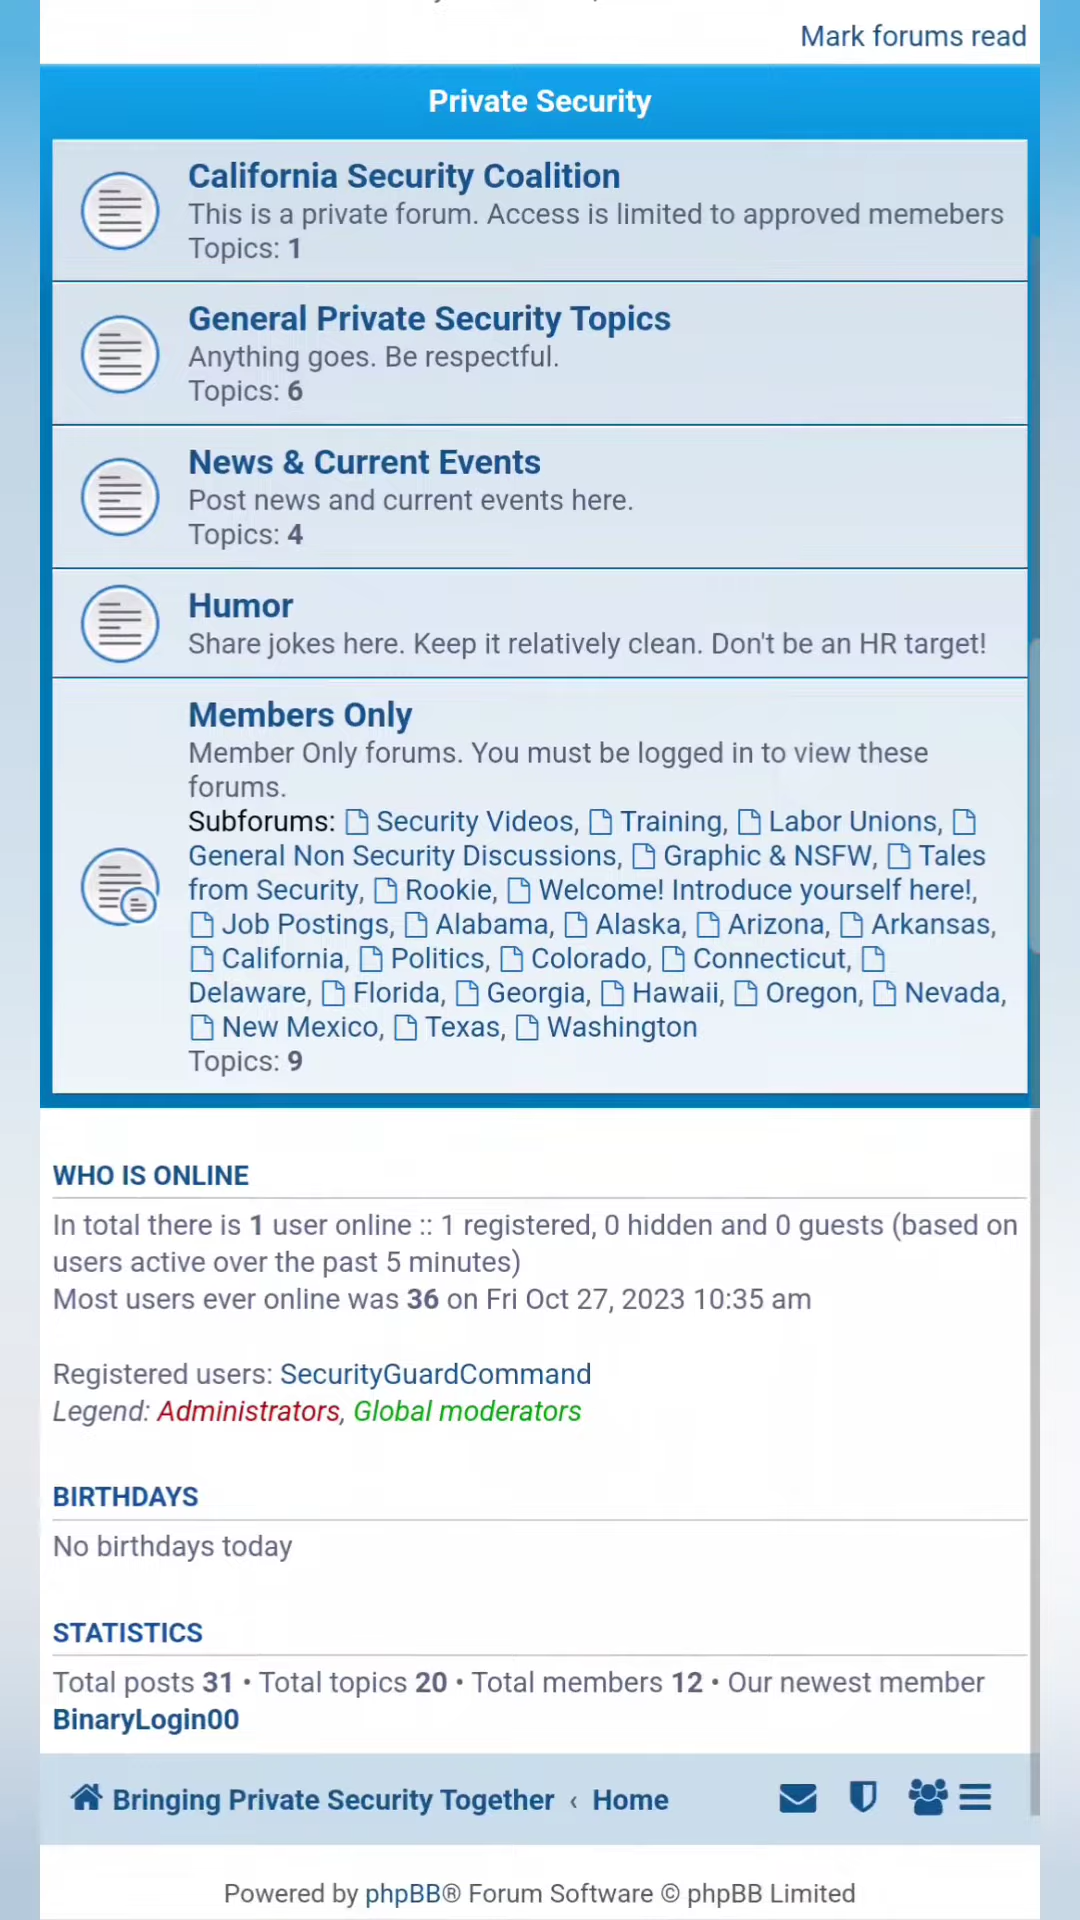 Mark forums read
Private Security
California Security Coalition
This is a private forum. Access is limited to approved memebers
Topics: 1
General Private Security Topics
Anything goes. Be respectful.
Topics: 6
News & Current Events
Post news and current events here.
Topics: 4
Humor
Share jokes here. Keep it relatively clean. Don't be an HR target!
Members Only
Member Only forums. You must be logged in to view these
forums.
Subforums: Security Videos, Training, Labor Unions,
General Non Security Discussions, Graphic & NSFW, Tales
from Security, Rookie, Welcome! Introduce yourself here!,
Job Postings, Alabama, Alaska, Arizona, Arkansas,
California, Politics, Colorado, Connecticut,
Delaware, Florida, Georgia, Hawaii, Oregon, Nevada,
New Mexico, Texas, Washington
Topics: 9
WHO IS ONLINE
In total there is 1 user online :: 1 registered, 0 hidden and 0 guests (based on
users active over the past 5 minutes)
Most users ever online was 36 on Fri Oct 27, 2023 10:35 am
Registered users: SecurityGuardCommand
Legend: Administrators, Global moderators
BIRTHDAYS
No birthdays today
STATISTICS
Total posts 31 • Total topics 20 • Total members 12 • Our newest member
BinaryLogin00
Bringing Private Security Together ‹ Home
Powered by phpBB® Forum Software © phpBB Limited